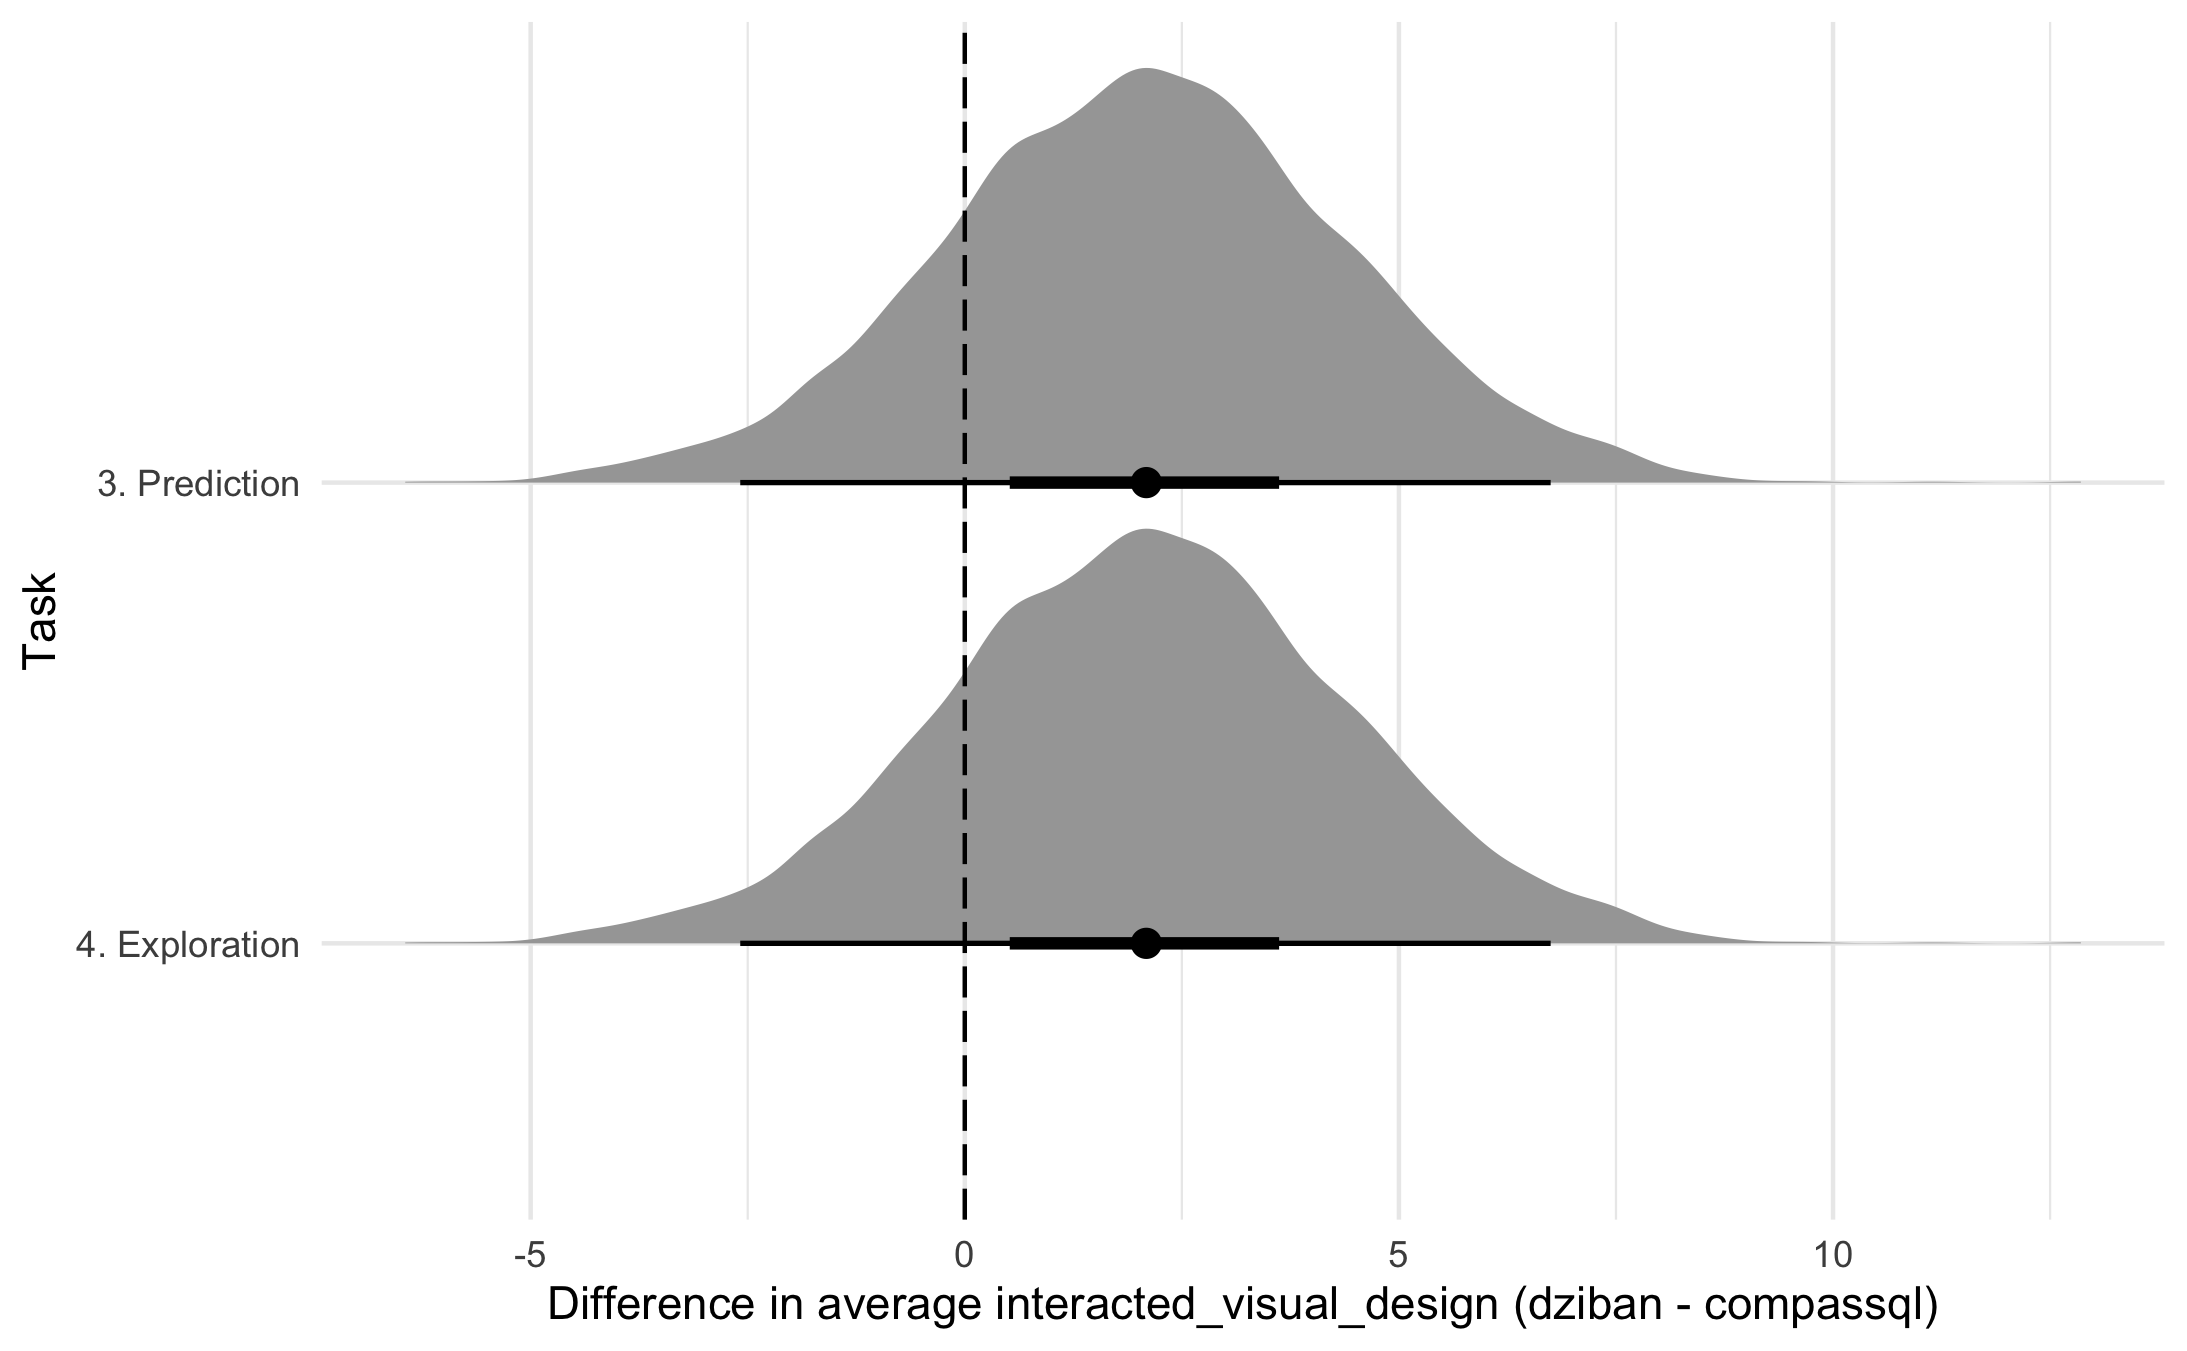 Task
3. Prediction
4. Exploration
-5 0 5 10
Difference in average interacted_visual_design (dziban - compassql)